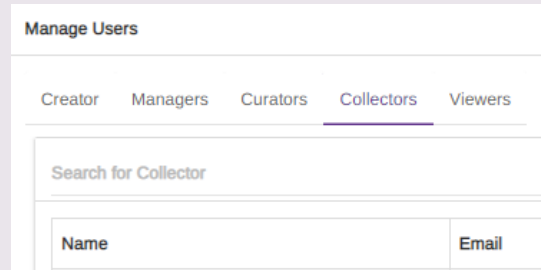 Manage Users
Creator Managers Curators Collectors Viewers
Search for Collector
Name Email